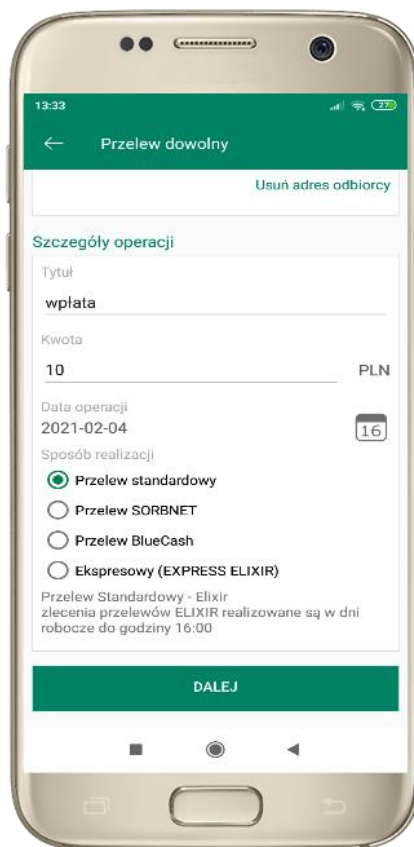 13:33
27
Przelew dowolny
Usuń adres odbiorcy
Szczegóły operacji
Tytuł
wpłata
Kwota
10 PLN
Data operacji
2021-02-04
16
Sposób realizacji
Przelew standardowy
Przelew SORBNET
Przelew BlueCash
Ekspresowy (EXPRESS ELIXIR)
Przelew Standardowy - Elixir
zlecenia przelewów ELIXIR realizowane są w dni
robocze do godziny 16:00
DALEJ